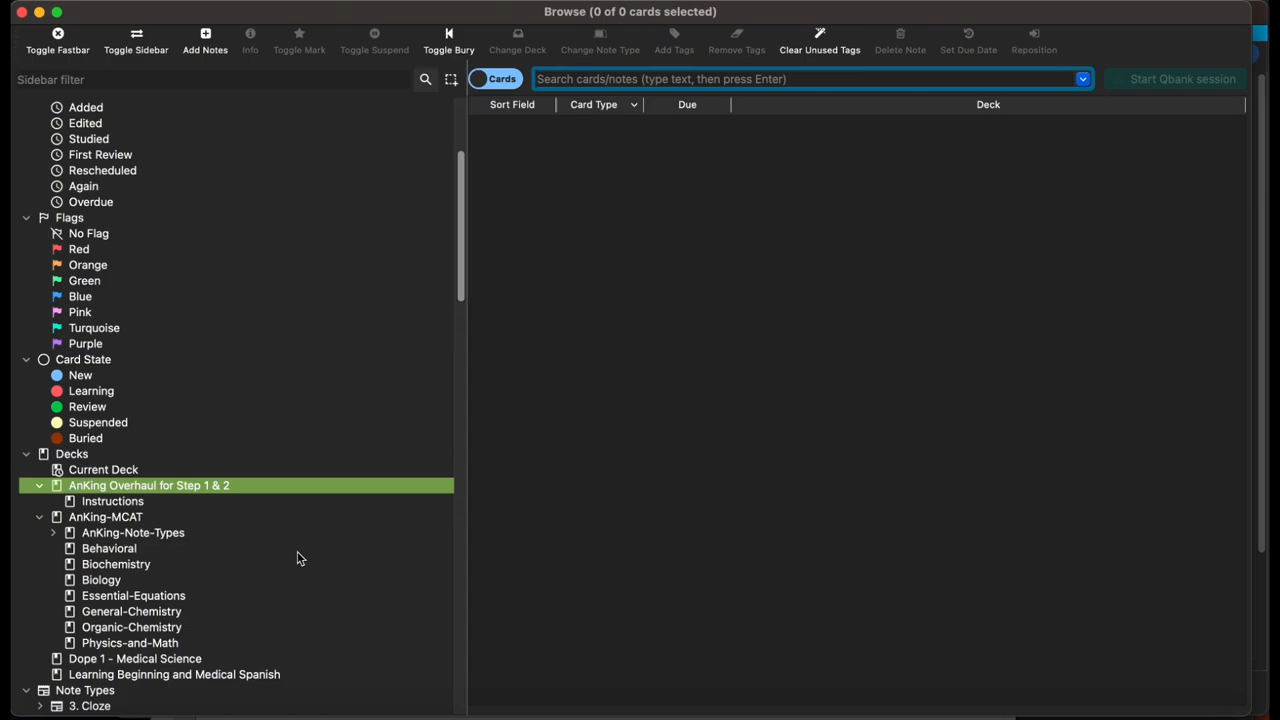 Browse (0 of 0 cards selected)
Toggle Fastbar Toggle Sidebar Add Notes Info Toggle Mark Toggle Suspend Toggle Bury Change Deck Change Note Type Add Tags Remove Tags Clear Unused Tags Delete Note Set Due Date Reposition
Sidebar filter
Cards Search cards/notes (type text, then press Enter) Start Qbank session
Sort Field Card Type Due Deck
Added
Edited
Studied
First Review
Rescheduled
Again
Overdue
Flags
No Flag
Red
Orange
Green
Blue
Pink
Turquoise
Purple
Card State
New
Learning
Review
Suspended
Buried
Decks
Current Deck
AnKing Overhaul for Step 1 & 2
Instructions
AnKing-MCAT
AnKing-Note-Types
Behavioral
Biochemistry
Biology
Essential-Equations
General-Chemistry
Organic-Chemistry
Physics-and-Math
Dope 1 - Medical Science
Learning Beginning and Medical Spanish
Note Types
3. Cloze